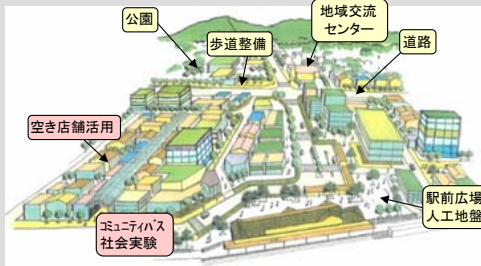 公園
歩道整備
地域交流
センター
道路
空き店舗活用
ｺﾐｭﾆﾃｨﾊﾞｽ
社会実験
駅前広場
人工地盤